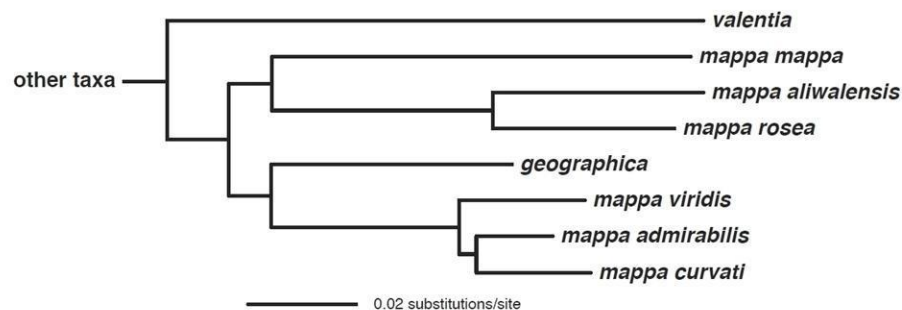 valentia
mappa mappa
other taxa
mappa aliwalensis
mappa rosea
geographica
mappa viridis
mappa admirabilis
mappa curvati
0.02 substitutions/site